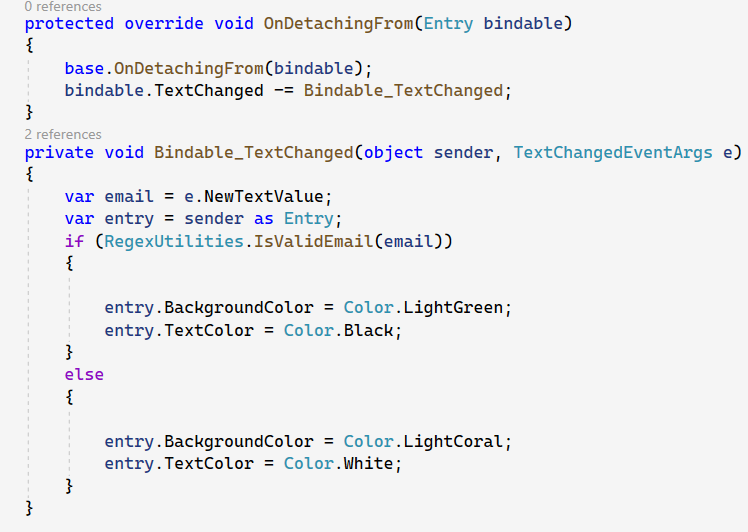 0 references
protected override void OnDetachingFrom(Entry bindable)
{
    base.OnDetachingFrom(bindable);
    bindable.TextChanged -= Bindable_TextChanged;
}
2 references
private void Bindable_TextChanged(object sender, TextChangedEventArgs e)
{
    var email = e.NewTextValue;
    var entry = sender as Entry;
    if (RegexUtilities.IsValidEmail(email))
    {
        entry.BackgroundColor = Color.LightGreen;
        entry.TextColor = Color.Black;
    }
    else
    {
        entry.BackgroundColor = Color.LightCoral;
        entry.TextColor = Color.White;
    }
}